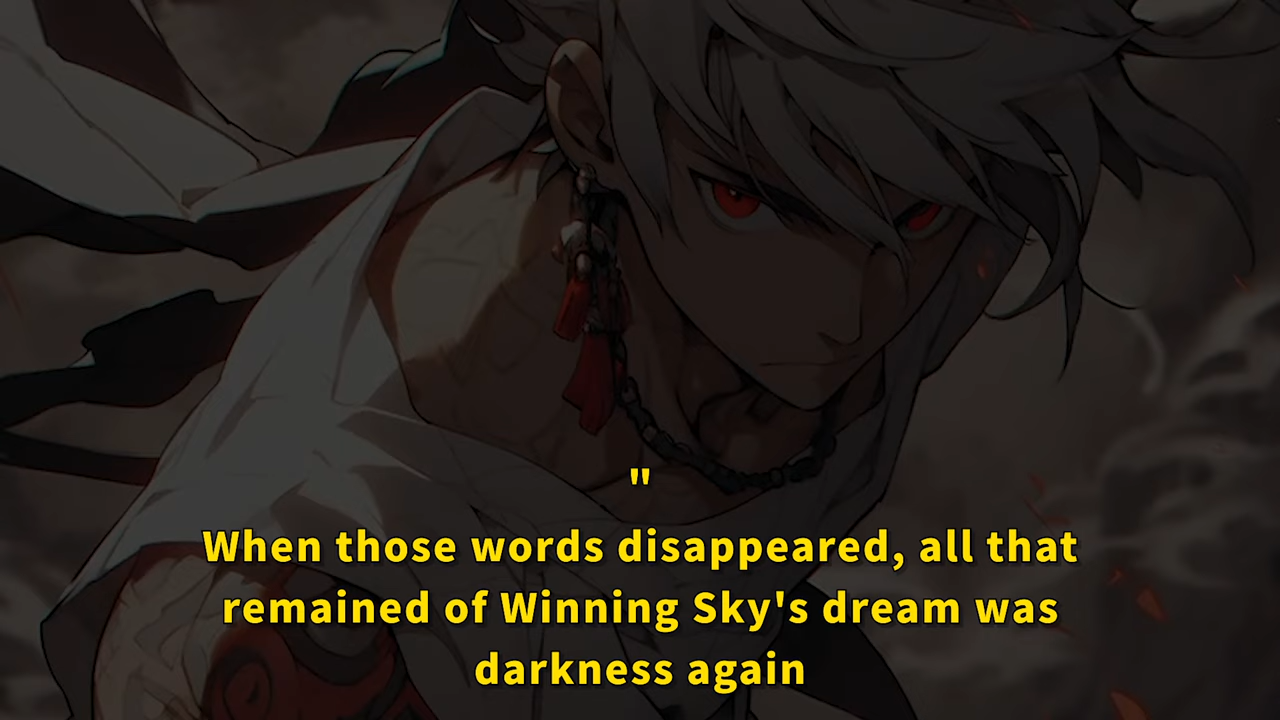 "
When those words disappeared, all that
remained of Winning Sky's dream was
darkness again